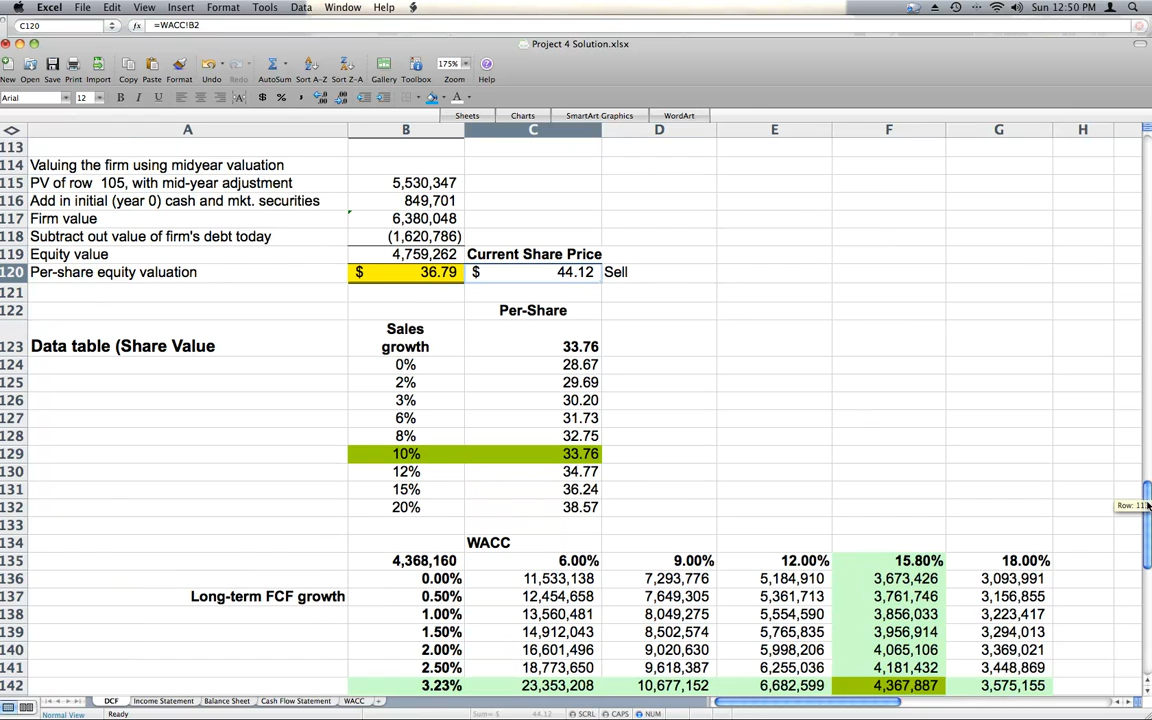 Excel File Edit View Insert Format Tools Data Window Help Sun 12:50 PM
C120 fx =WACC!B2
Project 4 Solution.xlsx
175%
New Open Save Print Import Copy Paste Format Undo Redo AutoSum Sort A-Z Sort Z-A Gallery Toolbox Zoom Help
Arial 12 B I U A $ % A
Sheets Charts SmartArt Graphics WordArt
A B C D E F G H
113
114 Valuing the firm using midyear valuation
115 PV of row 105, with mid-year adjustment 5,530,347
116 Add in initial (year 0) cash and mkt. securities 849,701
117 Firm value 6,380,048
118 Subtract out value of firm's debt today (1,620,786)
119 Equity value 4,759,262 Current Share Price
120 Per-share equity valuation $ 36.79 $ 44.12 Sell
121
122 Per-Share
Sales
123 Data table (Share Value growth 33.76
124 0% 28.67
125 2% 29.69
126 3% 30.20
127 6% 31.73
128 8% 32.75
129 10% 33.76
130 12% 34.77
131 15% 36.24
132 20% 38.57
133
134 WACC
135 4,368,160 6.00% 9.00% 12.00% 15.80% 18.00%
136 0.00% 11,533,138 7,293,776 5,184,910 3,673,426 3,093,991
137 Long-term FCF growth 0.50% 12,454,658 7,649,305 5,361,713 3,761,746 3,156,855
138 1.00% 13,560,481 8,049,275 5,554,590 3,856,033 3,223,417
139 1.50% 14,912,043 8,502,574 5,765,835 3,956,914 3,294,013
140 2.00% 16,601,496 9,020,630 5,998,206 4,065,106 3,369,021
141 2.50% 18,773,650 9,618,387 6,255,036 4,181,432 3,448,869
142 3.23% 23,353,208 10,677,152 6,682,599 4,367,887 3,575,155
Row:
DCF Income Statement Balance Sheet Cash Flow Statement WACC +
Normal View Ready Sum= $ 44.12 SCRL CAPS NUM